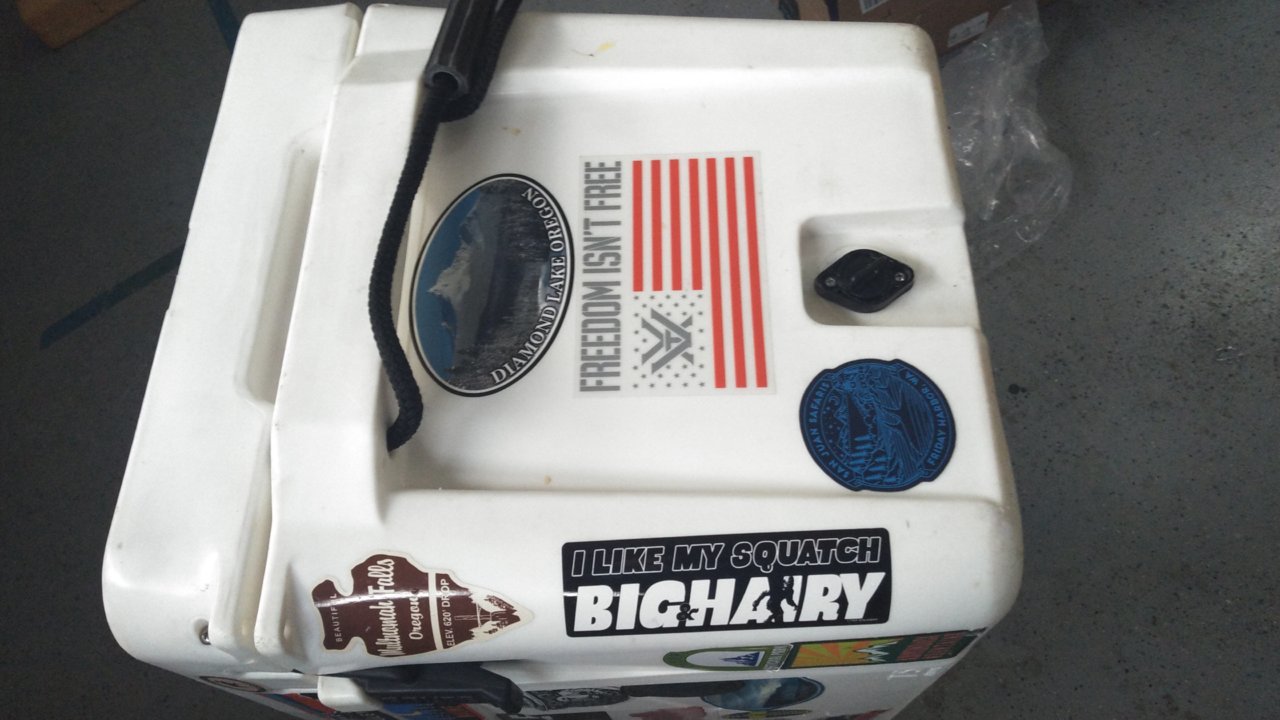 DIAMOND LAKE OREGON
FREEDOM ISN'T FREE
SAN JUAN SAFARIS
FRIDAY HARBOR, WA
BEAUTIFUL
Multnomah Falls
Oregon
ELEV. 620' DROP
I LIKE MY SQUATCH
BIG & HAIRY